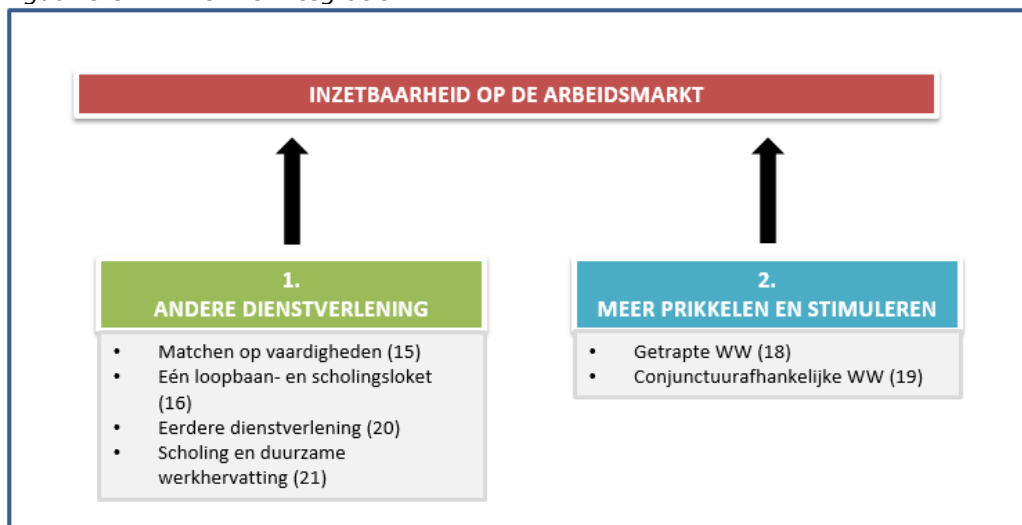 INZETBAARHEID OP DE ARBEIDSMARKT
1.
ANDERE DIENSTVERLENING
• Matchen op vaardigheden (15)
• Eén loopbaan- en scholingsloket
(16)
• Eerdere dienstverlening (20)
• Scholing en duurzame
werkhervatting (21)
2.
MEER PRIKKELEN EN STIMULEREN
• Getrapte WW (18)
• Conjunctuurafhankelijke WW (19)